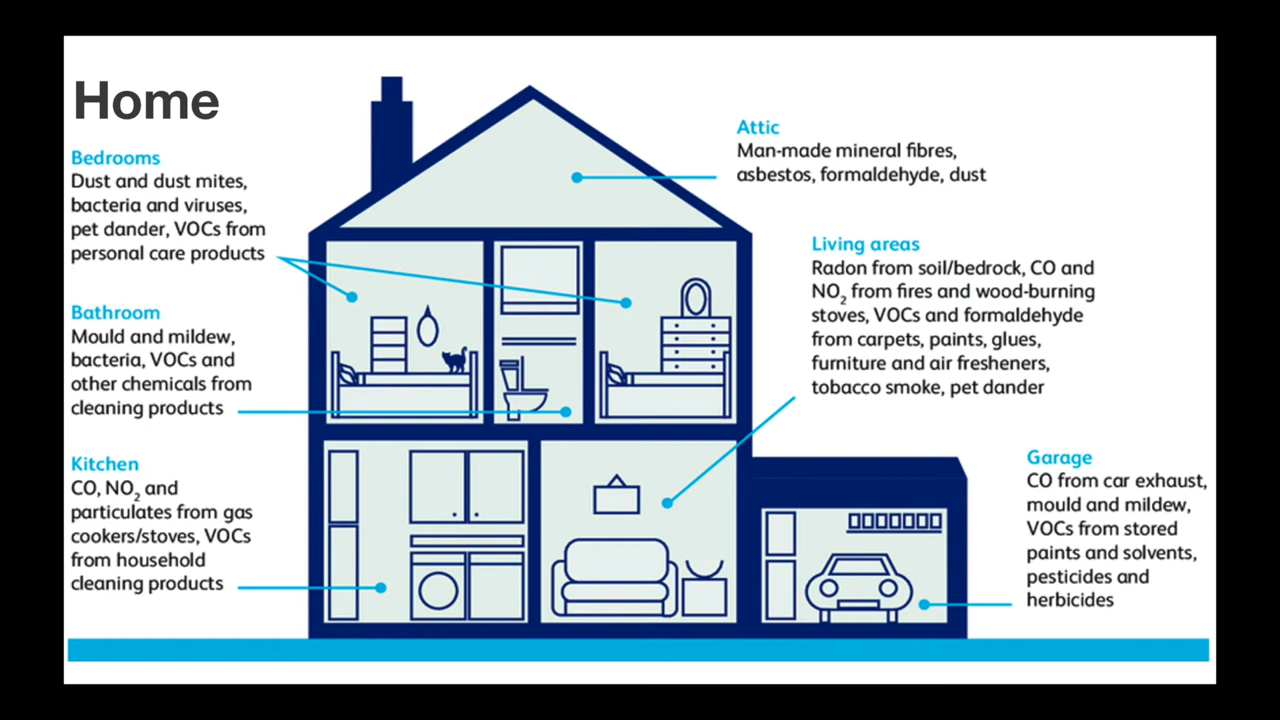 Home
Bedrooms
Dust and dust mites,
bacteria and viruses,
pet dander, VOCs from
personal care products
Bathroom
Mould and mildew,
bacteria, VOCs and
other chemicals from
cleaning products
Kitchen
CO, NO₂ and
particulates from gas
cookers/stoves, VOCs
from household
cleaning products
Attic
Man-made mineral fibres,
asbestos, formaldehyde, dust
Living areas
Radon from soil/bedrock, CO and
NO₂ from fires and wood-burning
stoves, VOCs and formaldehyde
from carpets, paints, glues,
furniture and air fresheners,
tobacco smoke, pet dander
Garage
CO from car exhaust,
mould and mildew,
VOCs from stored
paints and solvents,
pesticides and
herbicides